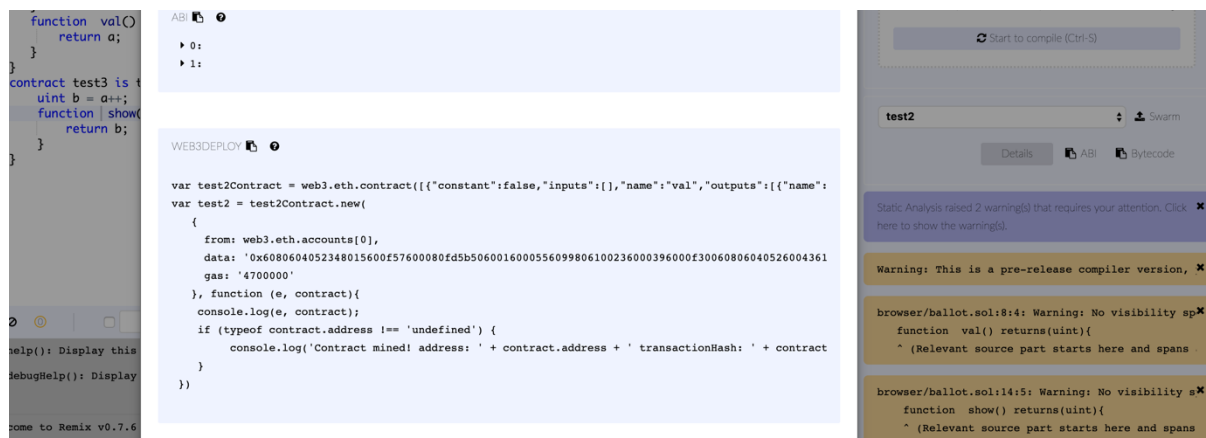 function val()
return a;
}
}
contract test3 is t
uint b = a++;
function show(
return b;
}
}
help(): Display this
debugHelp(): Display
come to Remix v0.7.6
ABI
0:
1:
WEB3DEPLOY
var test2Contract = web3.eth.contract([{"constant":false,"inputs":[],"name":"val","outputs":[{"name":
var test2 = test2Contract.new(
{
from: web3.eth.accounts[0],
data: '0x6080604052348015600f57600080fd5b506001600055609980610023600039600of30060806040526004361
gas: '4700000'
}, function (e, contract){
console.log(e, contract);
if (typeof contract.address !== 'undefined') {
console.log('Contract mined! address: ' + contract.address + ' transactionHash: ' + contract
}
})
Start to compile (Ctrl-S)
test2
Swarm
Details ABI Bytecode
Static Analysis raised 2 warning(s) that requires your attention. Click
here to show the warning(s).
Warning: This is a pre-release compiler version,
browser/ballot.sol:8:4: Warning: No visibility sp
function val() returns(uint){
^ (Relevant source part starts here and spans
browser/ballot.sol:14:5: Warning: No visibility s
function show() returns(uint){
^ (Relevant source part starts here and spans